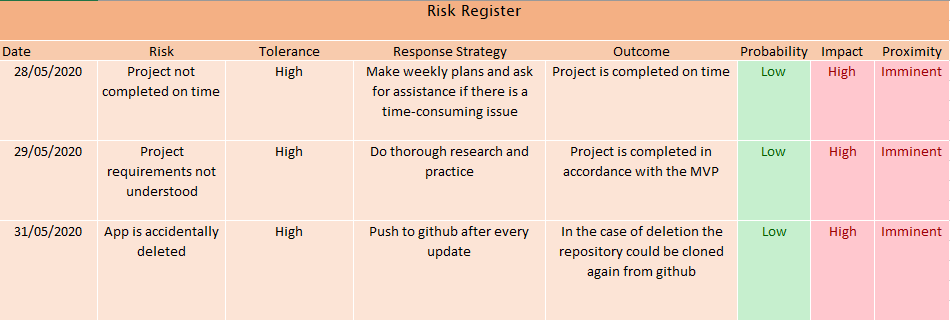 Risk Register
Date Risk Tolerance Response Strategy Outcome Probability Impact Proximity
28/05/2020 Project not High Make weekly plans and ask Project is completed on time Low High Imminent
completed on time for assistance if there is a
time-consuming issue
29/05/2020 Project High Do thorough research and Project is completed in Low High Imminent
requirements not practice accordance with the MVP
understood
31/05/2020 App is accidentally High Push to github after every In the case of deletion the Low High Imminent
deleted update repository could be cloned
again from github